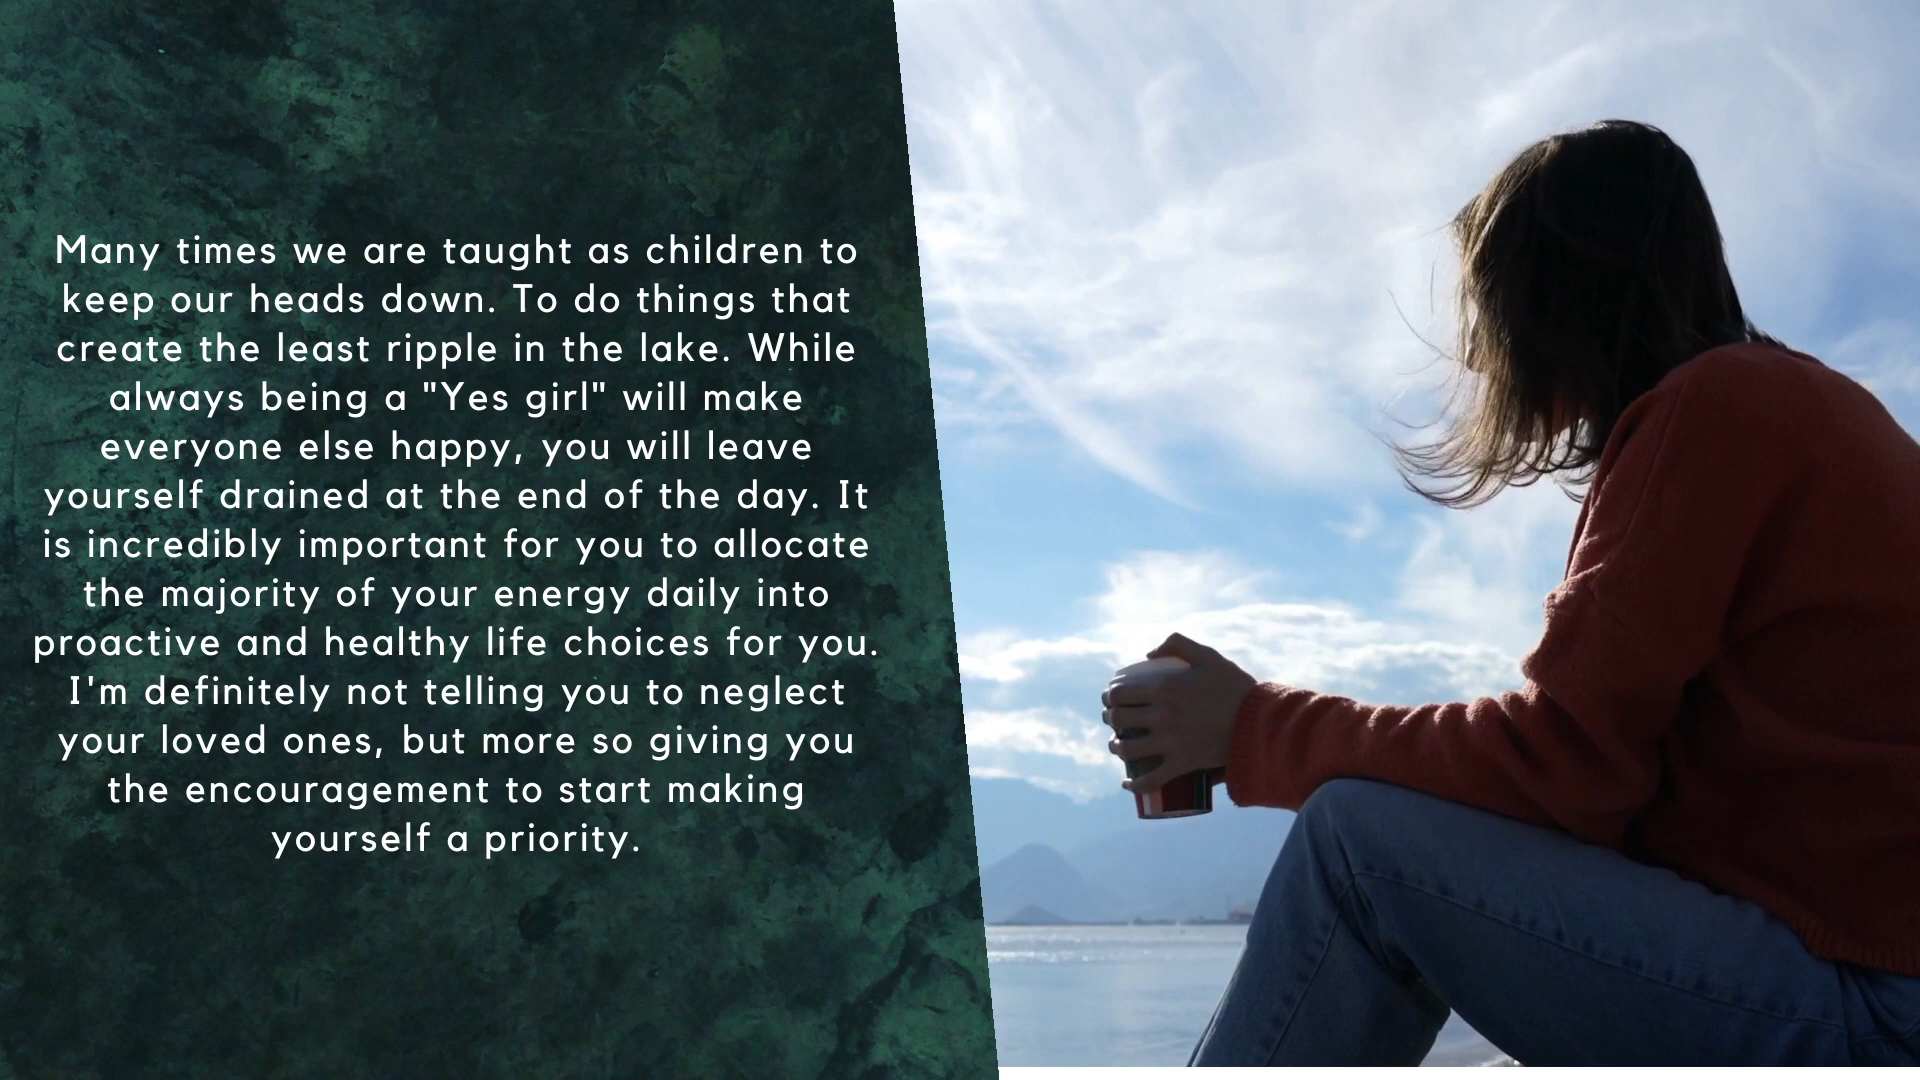 Many times we are taught as children to
keep our heads down. To do things that
create the least ripple in the lake. While
always being a "Yes girl" will make
everyone else happy, you will leave
yourself drained at the end of the day. It
is incredibly important for you to allocate
the majority of your energy daily into
proactive and healthy life choices for you.
I'm definitely not telling you to neglect
your loved ones, but more so giving you
the encouragement to start making
yourself a priority.